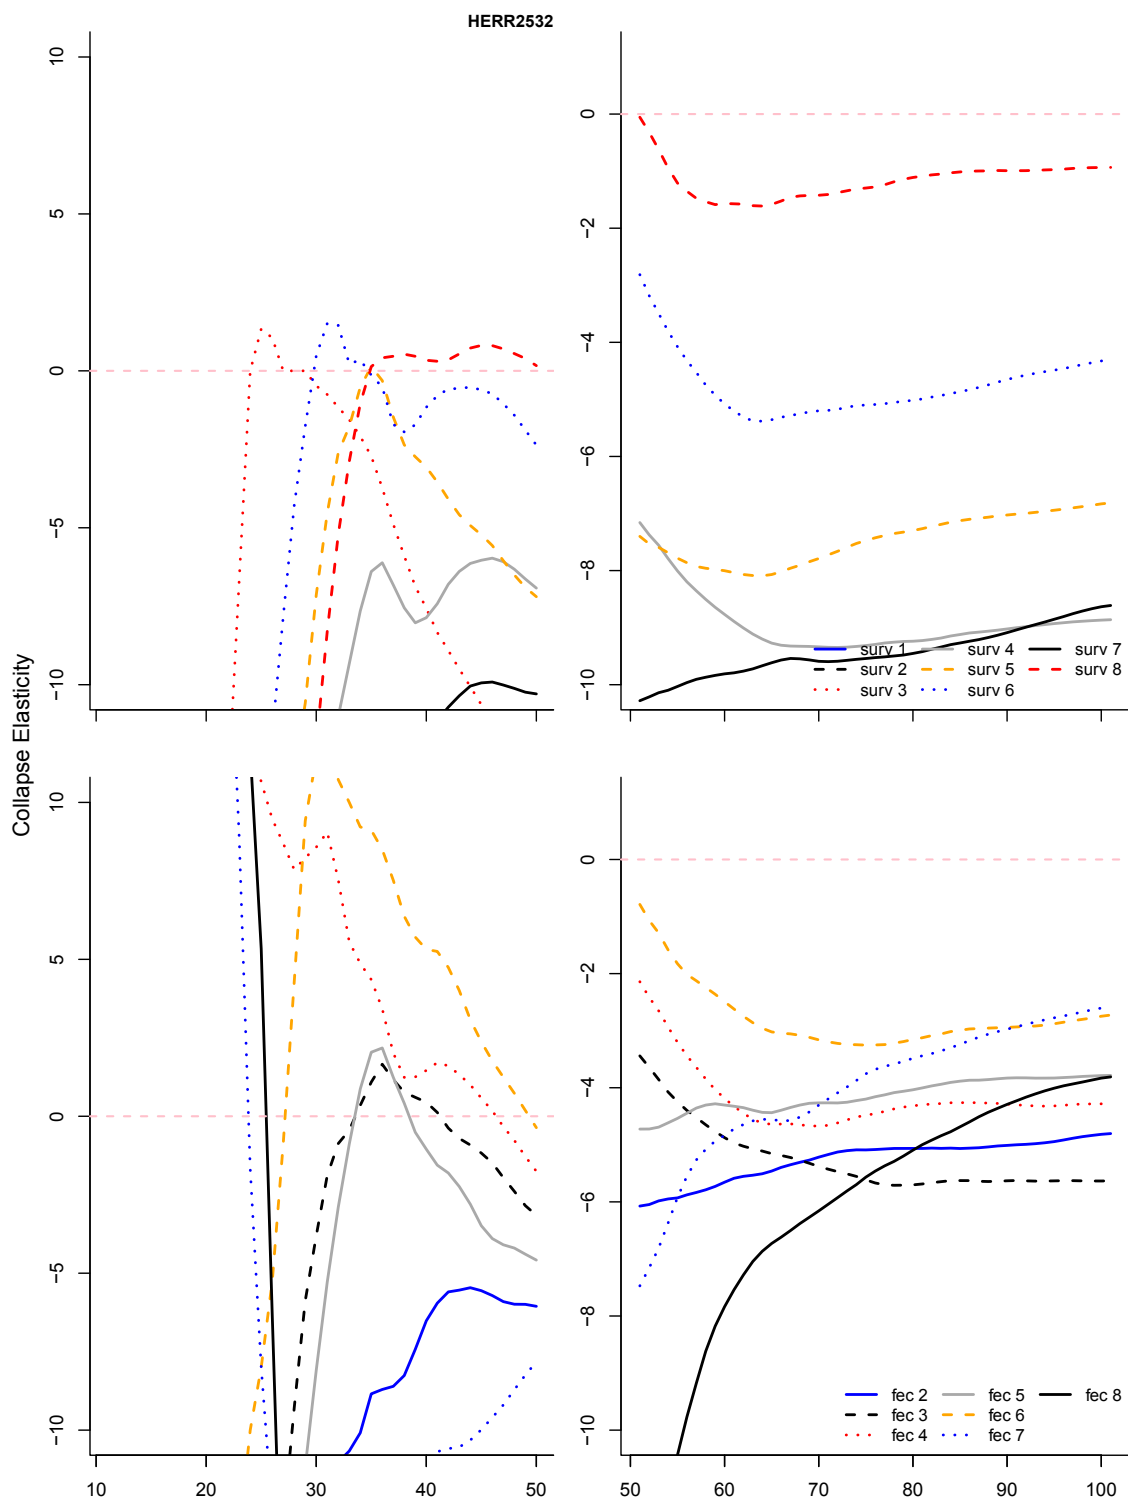 HERR2532
Collapse Elasticity
10
5
0
−5
−10
0
−2
−4
−6
−8
−10
surv 1
surv 4
surv 7
surv 2
surv 5
surv 8
surv 3
surv 6
10
5
0
−5
−10
10
20
30
40
50
0
−2
−4
−6
−8
−10
fec 2
fec 5
fec 8
fec 3
fec 6
fec 4
fec 7
50
60
70
80
90
100